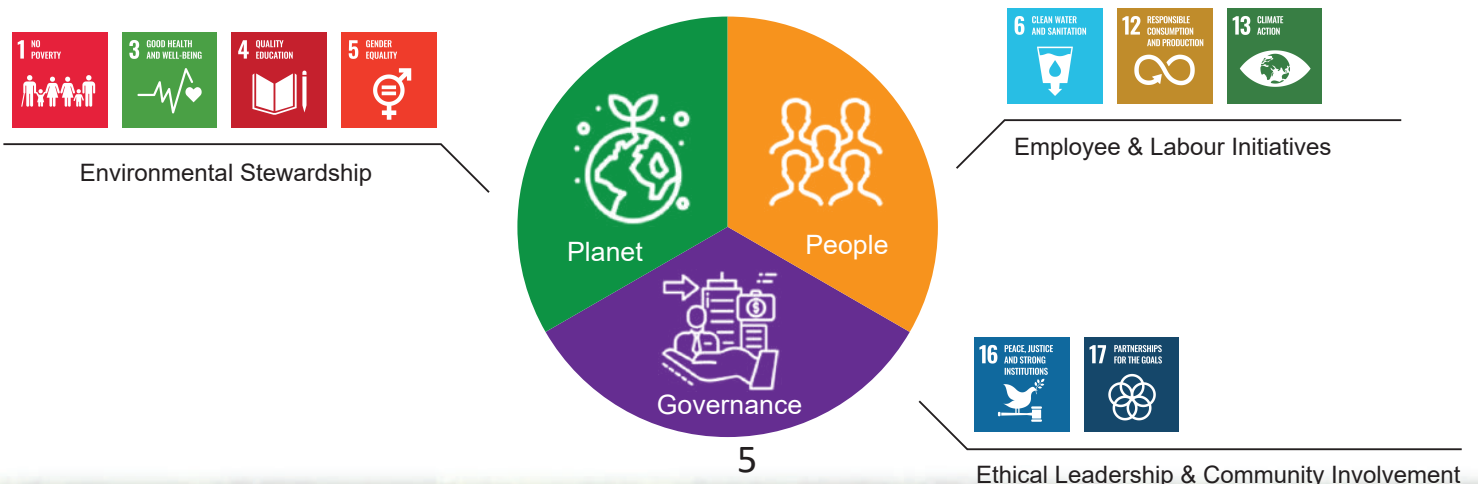 1 NO
POVERTY
3 GOOD HEALTH
AND WELL-BEING
4 QUALITY
EDUCATION
5 GENDER
EQUALITY
Environmental Stewardship
Planet
People
Governance
6 CLEAN WATER
AND SANITATION
12 RESPONSIBLE
CONSUMPTION
AND PRODUCTION
13 CLIMATE
ACTION
Employee & Labour Initiatives
16 PEACE, JUSTICE
AND STRONG
INSTITUTIONS
17 PARTNERSHIPS
FOR THE GOALS
Ethical Leadership & Community Involvement
5